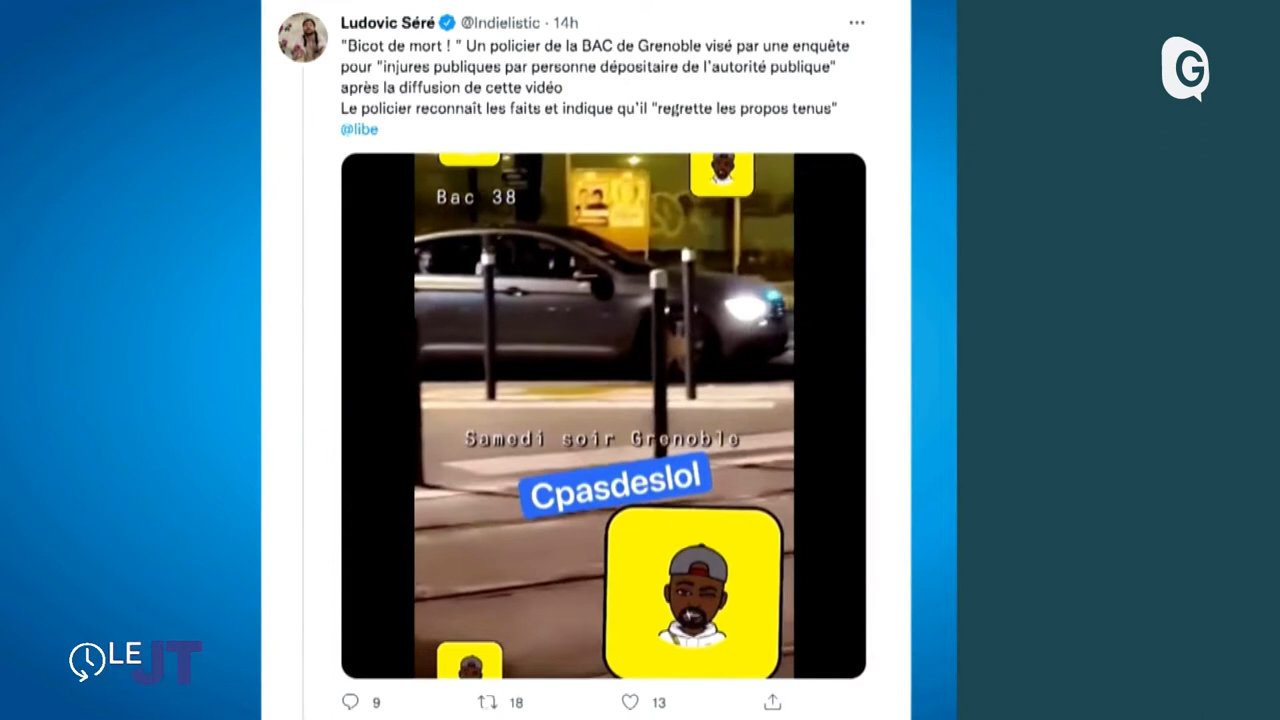 Ludovic Séré @Indielistic · 14h
"Bicot de mort ! " Un policier de la BAC de Grenoble visé par une enquête
pour "injures publiques par personne dépositaire de l'autorité publique"
après la diffusion de cette vidéo
Le policier reconnaît les faits et indique qu'il "regrette les propos tenus"
@libe
Bac 38
Samedi soir Grenoble
Cpasdeslol
9 18 13
G
LE JT